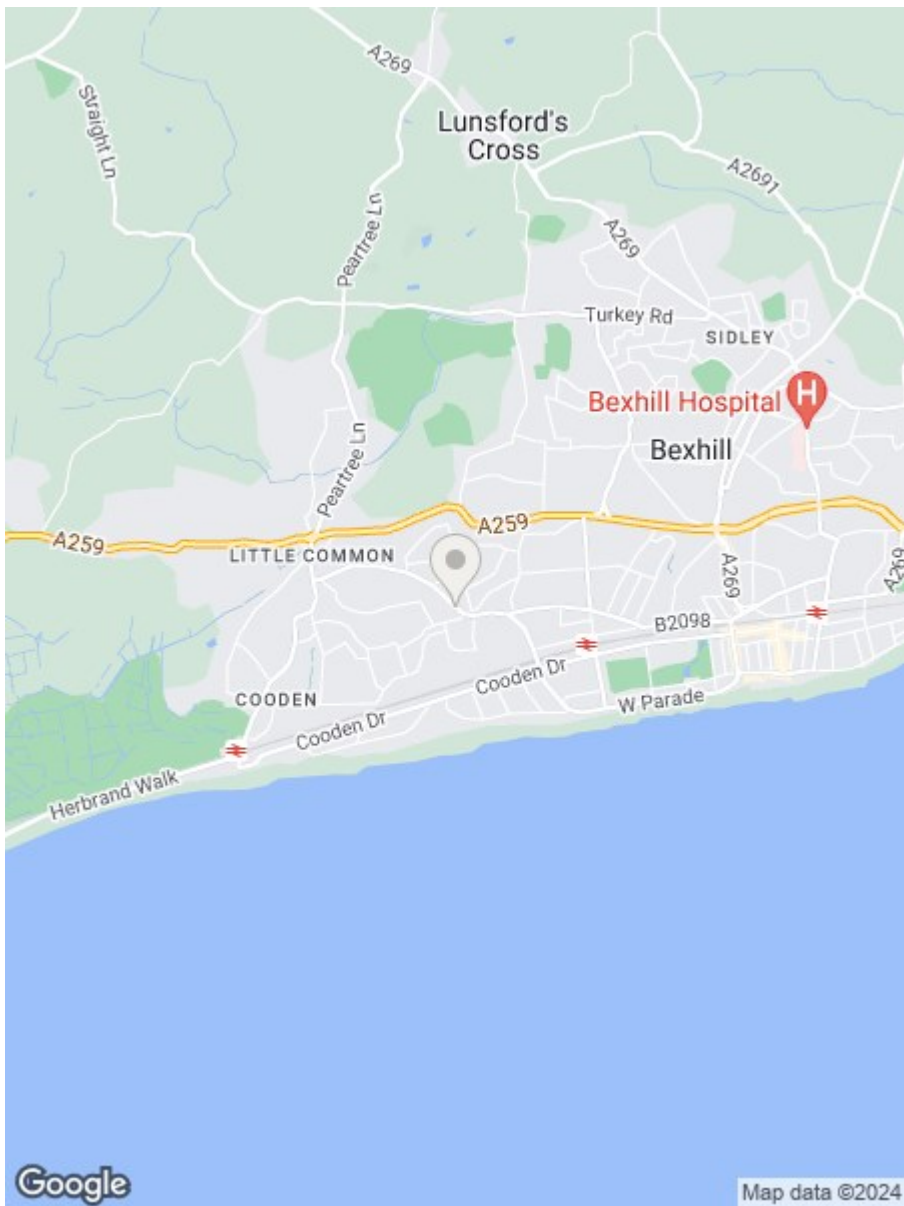 A269
Lunsford's
Cross
Straight Ln
A2691
Peartree Ln
A269
Turkey Rd
SIDLEY
H
Bexhill Hospital
Bexhill
Peartree Ln
A259
A259
LITTLE COMMON
A269
A269
B2098
Cooden Dr
COODEN
W Parade
Cooden Dr
Herbrand Walk
Google
Map data ©2024